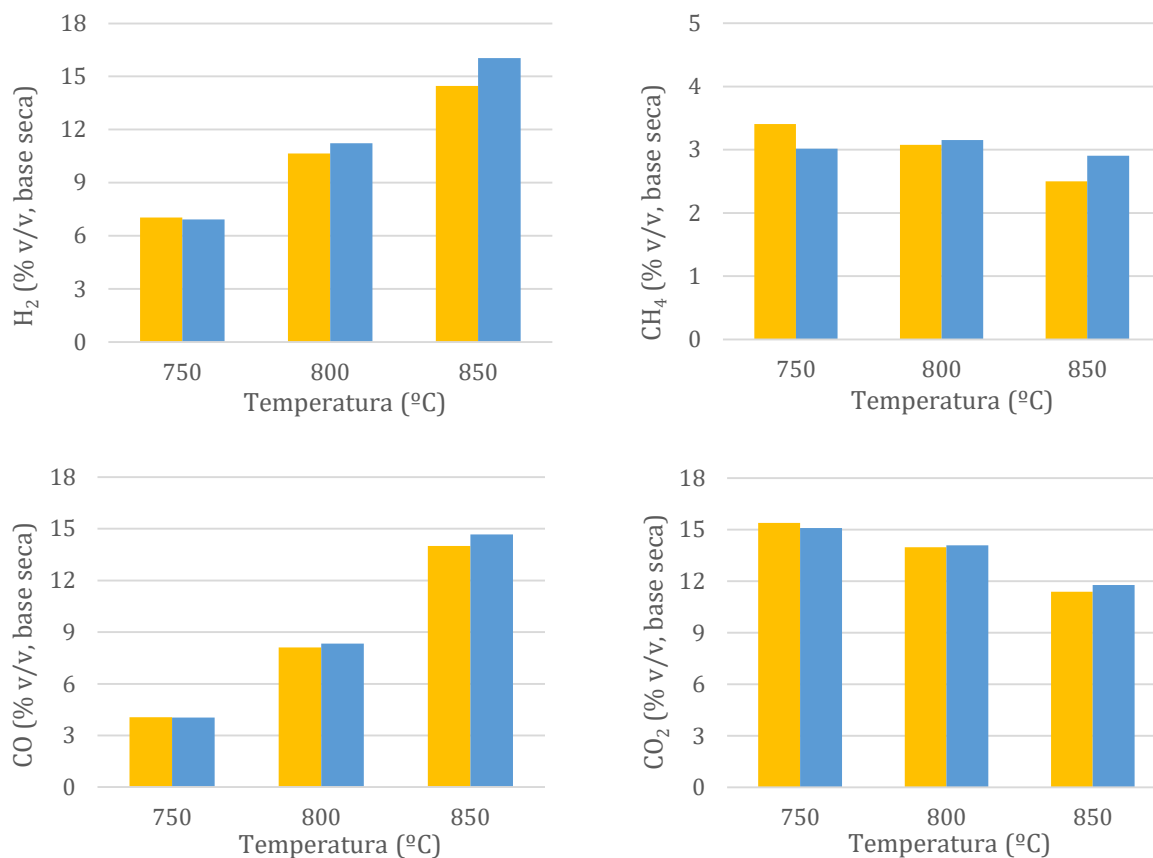 H₂ (% v/v, base seca)
18
15
12
9
6
3
0
750 800 850
Temperatura (ºC)
CH₄ (% v/v, base seca)
5
4
3
2
1
0
750 800 850
Temperatura (ºC)
CO (% v/v, base seca)
18
15
12
9
6
3
0
750 800 850
Temperatura (ºC)
CO₂ (% v/v, base seca)
18
15
12
9
6
3
0
750 800 850
Temperatura (ºC)